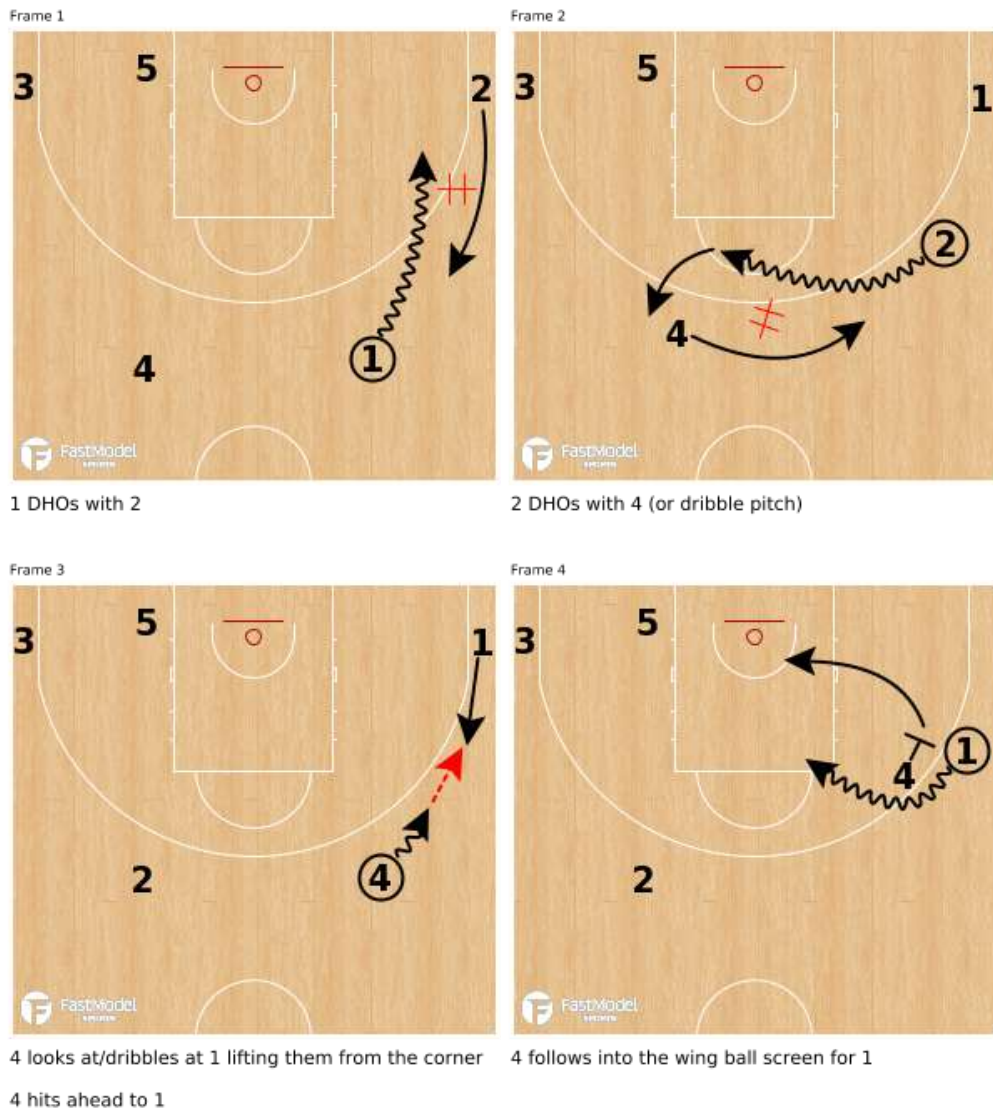 Frame 1
Frame 2
3
5
2
4
1
FastModel
3
5
1
2
4
FastModel
1 DHOs with 2
2 DHOs with 4 (or dribble pitch)
Frame 3
Frame 4
3
5
1
2
4
FastModel
3
5
1
4
2
FastModel
4 looks at/dribbles at 1 lifting them from the corner
4 follows into the wing ball screen for 1
4 hits ahead to 1